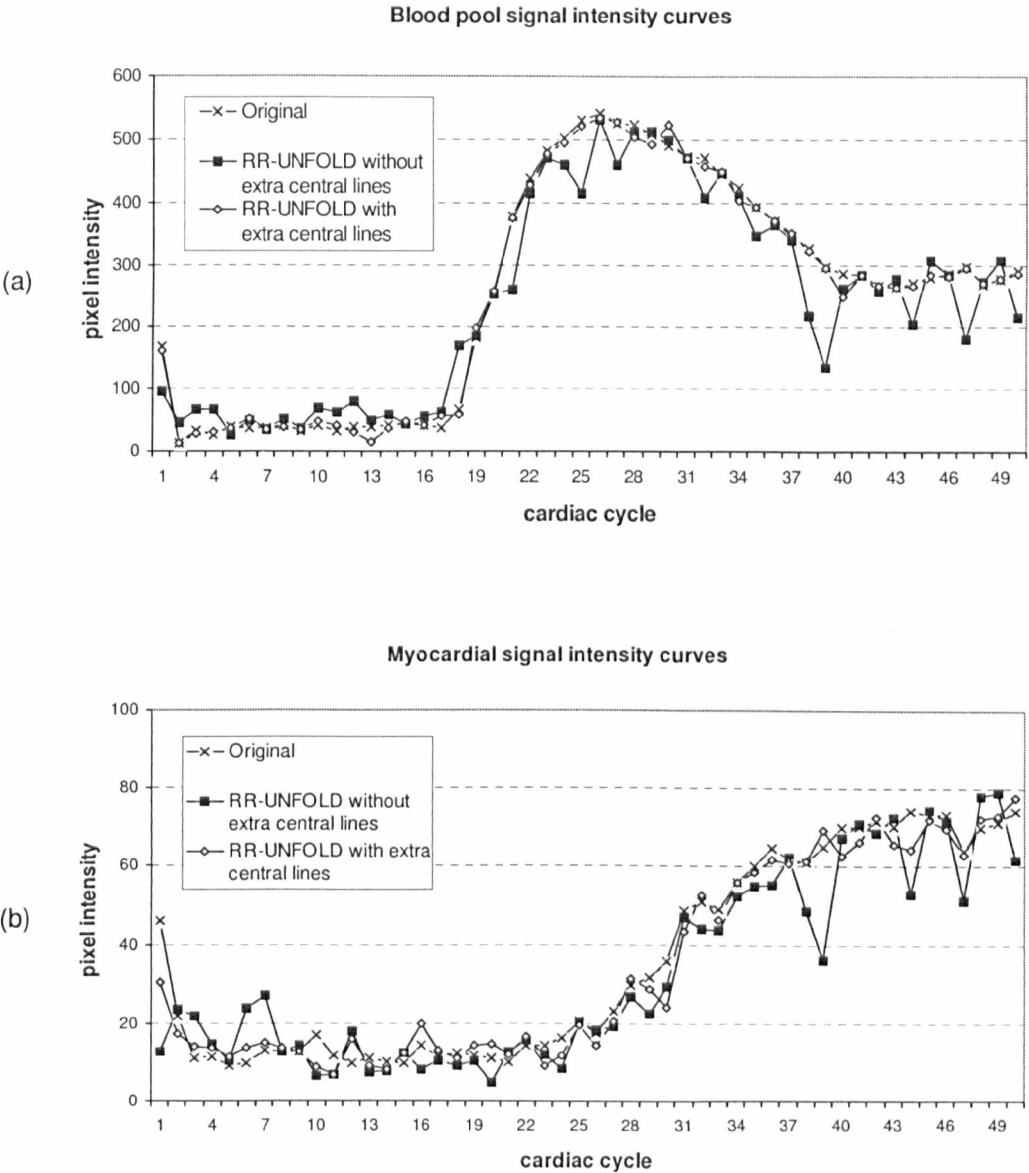 Blood pool signal intensity curves
600
500
400
300
200
100
0
pixel intensity
Original
RR-UNFOLD without
extra central lines
RR-UNFOLD with
extra central lines
(a)
1 4 7 10 13 16 19 22 25 28 31 34 37 40 43 46 49
cardiac cycle
Myocardial signal intensity curves
100
80
60
40
20
0
pixel intensity
Original
RR-UNFOLD without
extra central lines
RR-UNFOLD with extra
central lines
(b)
1 4 7 10 13 16 19 22 25 28 31 34 37 40 43 46 49
cardiac cycle